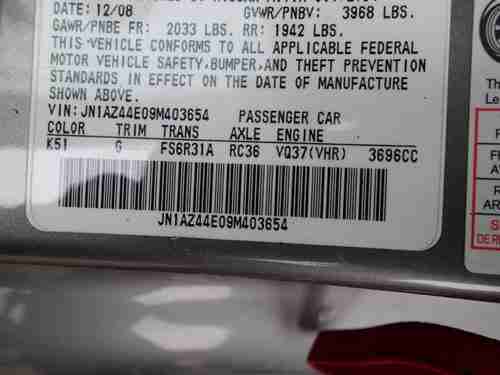 DATE: 12/08 GVWR/PNBV: 3968 LBS.
GAWR/PNBE FR: 2033 LBS. RR: 1942 LBS.
THIS VEHICLE CONFORMS TO ALL APPLICABLE FEDERAL
MOTOR VEHICLE SAFETY,BUMPER,AND THEFT PREVENTION
STANDARDS IN EFFECT ON THE DATE OF MANUFACTURE
SHOWN ABOVE.
VIN: JN1AZ44E09M403654 PASSENGER CAR
COLOR TRIM TRANS AXLE ENGINE
K51 G FS6R31A RC36 VQ37(VHR) 3696CC
JN1AZ44E09M403654